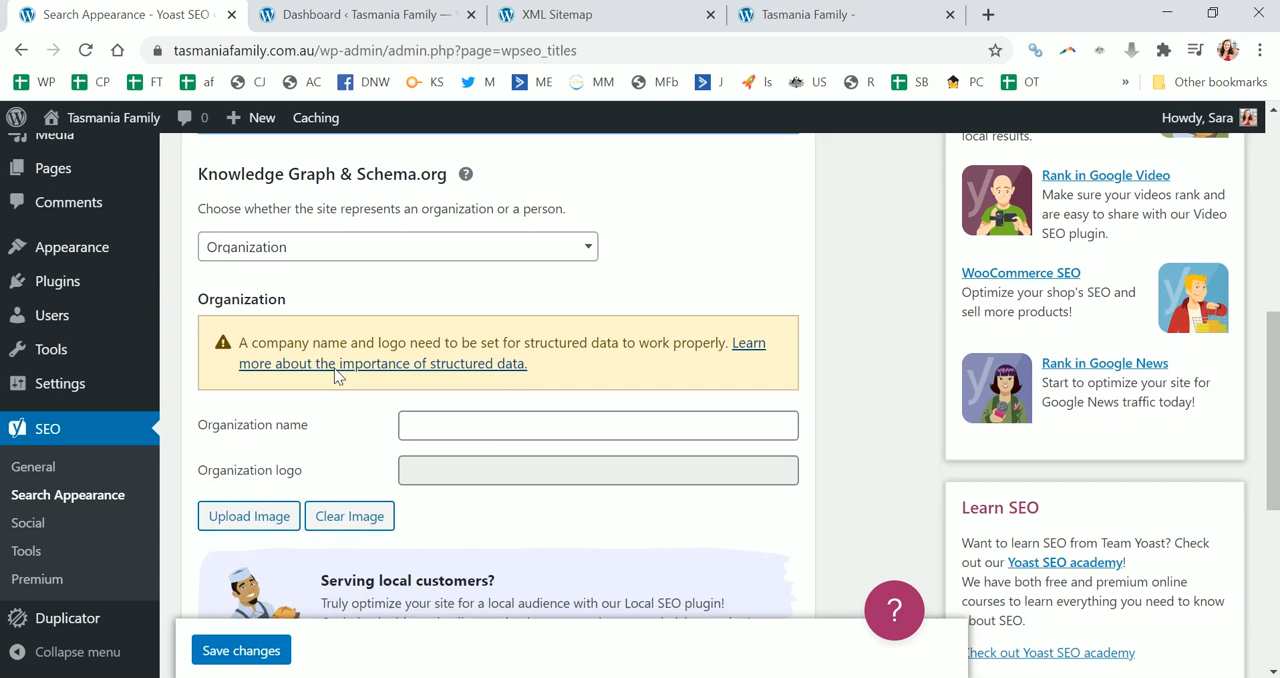 Search Appearance - Yoast SEO ‹
Dashboard ‹ Tasmania Family —
XML Sitemap
Tasmania Family -
tasmaniafamily.com.au/wp-admin/admin.php?page=wpseo_titles
WP
CP
FT
af
CJ
AC
DNW
KS
M
ME
MM
MFb
J
ls
US
R
SB
PC
OT
»
Other bookmarks
Tasmania Family
0
New
Caching
Howdy, Sara
Media
Pages
Comments
Appearance
Plugins
Users
Tools
Settings
SEO
General
Search Appearance
Social
Tools
Premium
Duplicator
Collapse menu
Knowledge Graph & Schema.org
Choose whether the site represents an organization or a person.
Organization
Organization
A company name and logo need to be set for structured data to work properly. Learn
more about the importance of structured data.
Organization name
Organization logo
Upload Image
Clear Image
Serving local customers?
Truly optimize your site for a local audience with our Local SEO plugin!
Save changes
?
local results.
Rank in Google Video
Make sure your videos rank and
are easy to share with our Video
SEO plugin.
WooCommerce SEO
Optimize your shop's SEO and
sell more products!
Rank in Google News
Start to optimize your site for
Google News traffic today!
Learn SEO
Want to learn SEO from Team Yoast? Check
out our Yoast SEO academy!
We have both free and premium online
courses to learn everything you need to know
about SEO.
Check out Yoast SEO academy